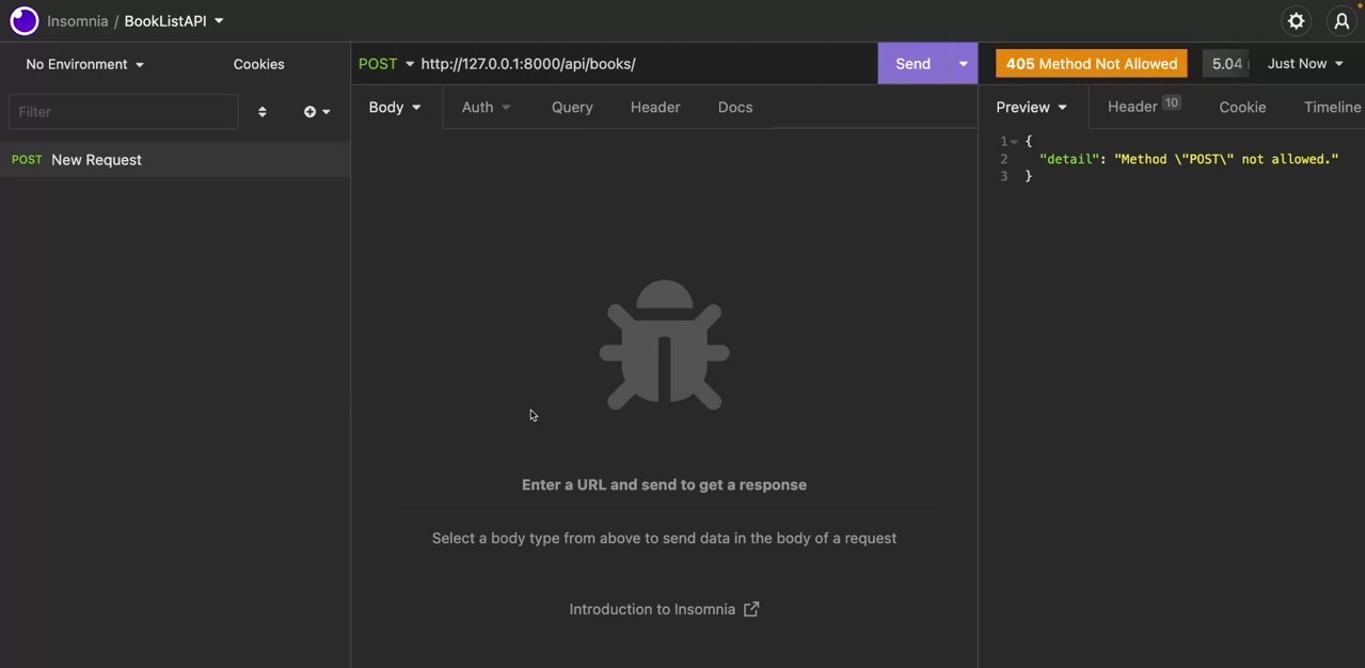 Insomnia / BookListAPI
No Environment
Cookies
POST http://127.0.0.1:8000/api/books/
Send
405 Method Not Allowed
5.04
Just Now
Filter
Body
Auth
Query
Header
Docs
Preview
Header 10
Cookie
Timeline
POST New Request
1 {
2 "detail": "Method \"POST\" not allowed."
3 }
Enter a URL and send to get a response
Select a body type from above to send data in the body of a request
Introduction to Insomnia